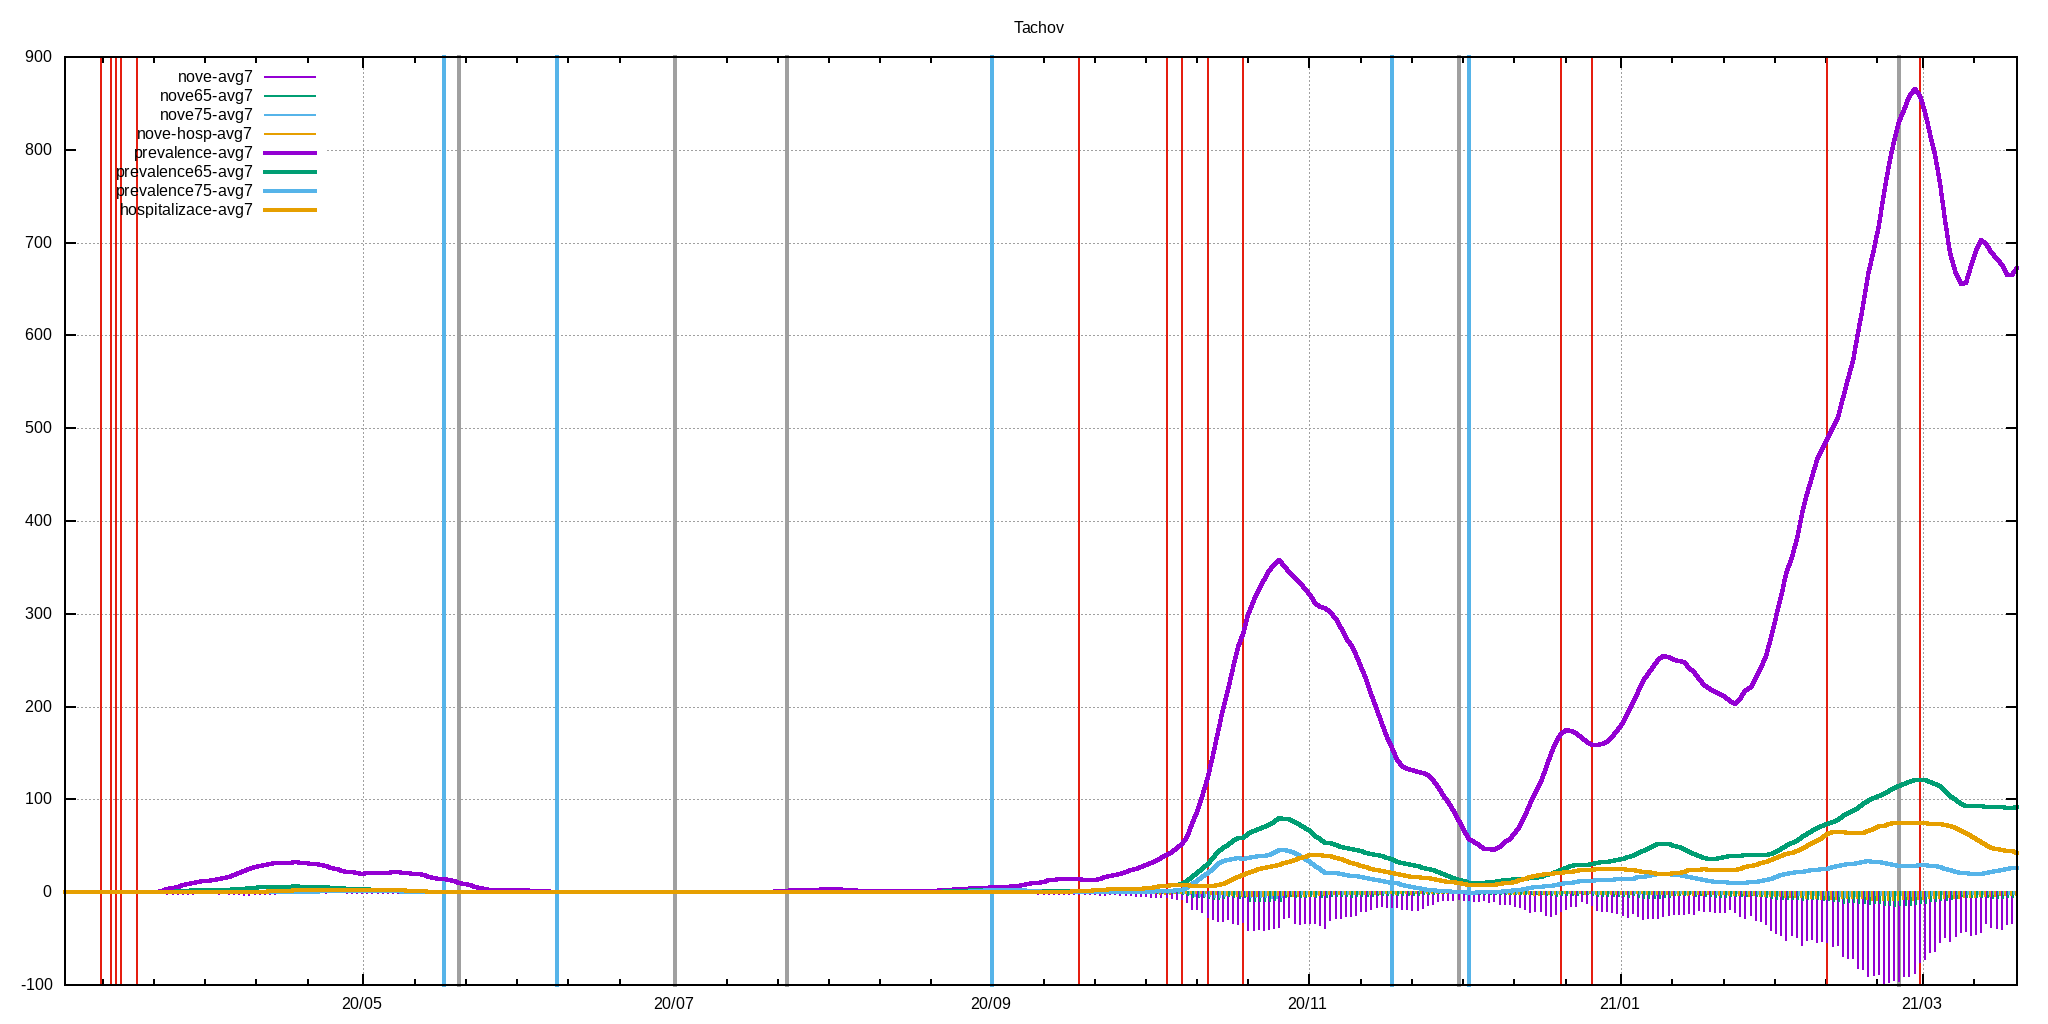 Tachov
900
800
700
600
500
400
300
200
100
0
-100
nove-avg7
nove65-avg7
nove75-avg7
nove-hosp-avg7
prevalence-avg7
prevalence65-avg7
prevalence75-avg7
hospitalizace-avg7
20/05 20/07 20/09 20/11 21/01 21/03